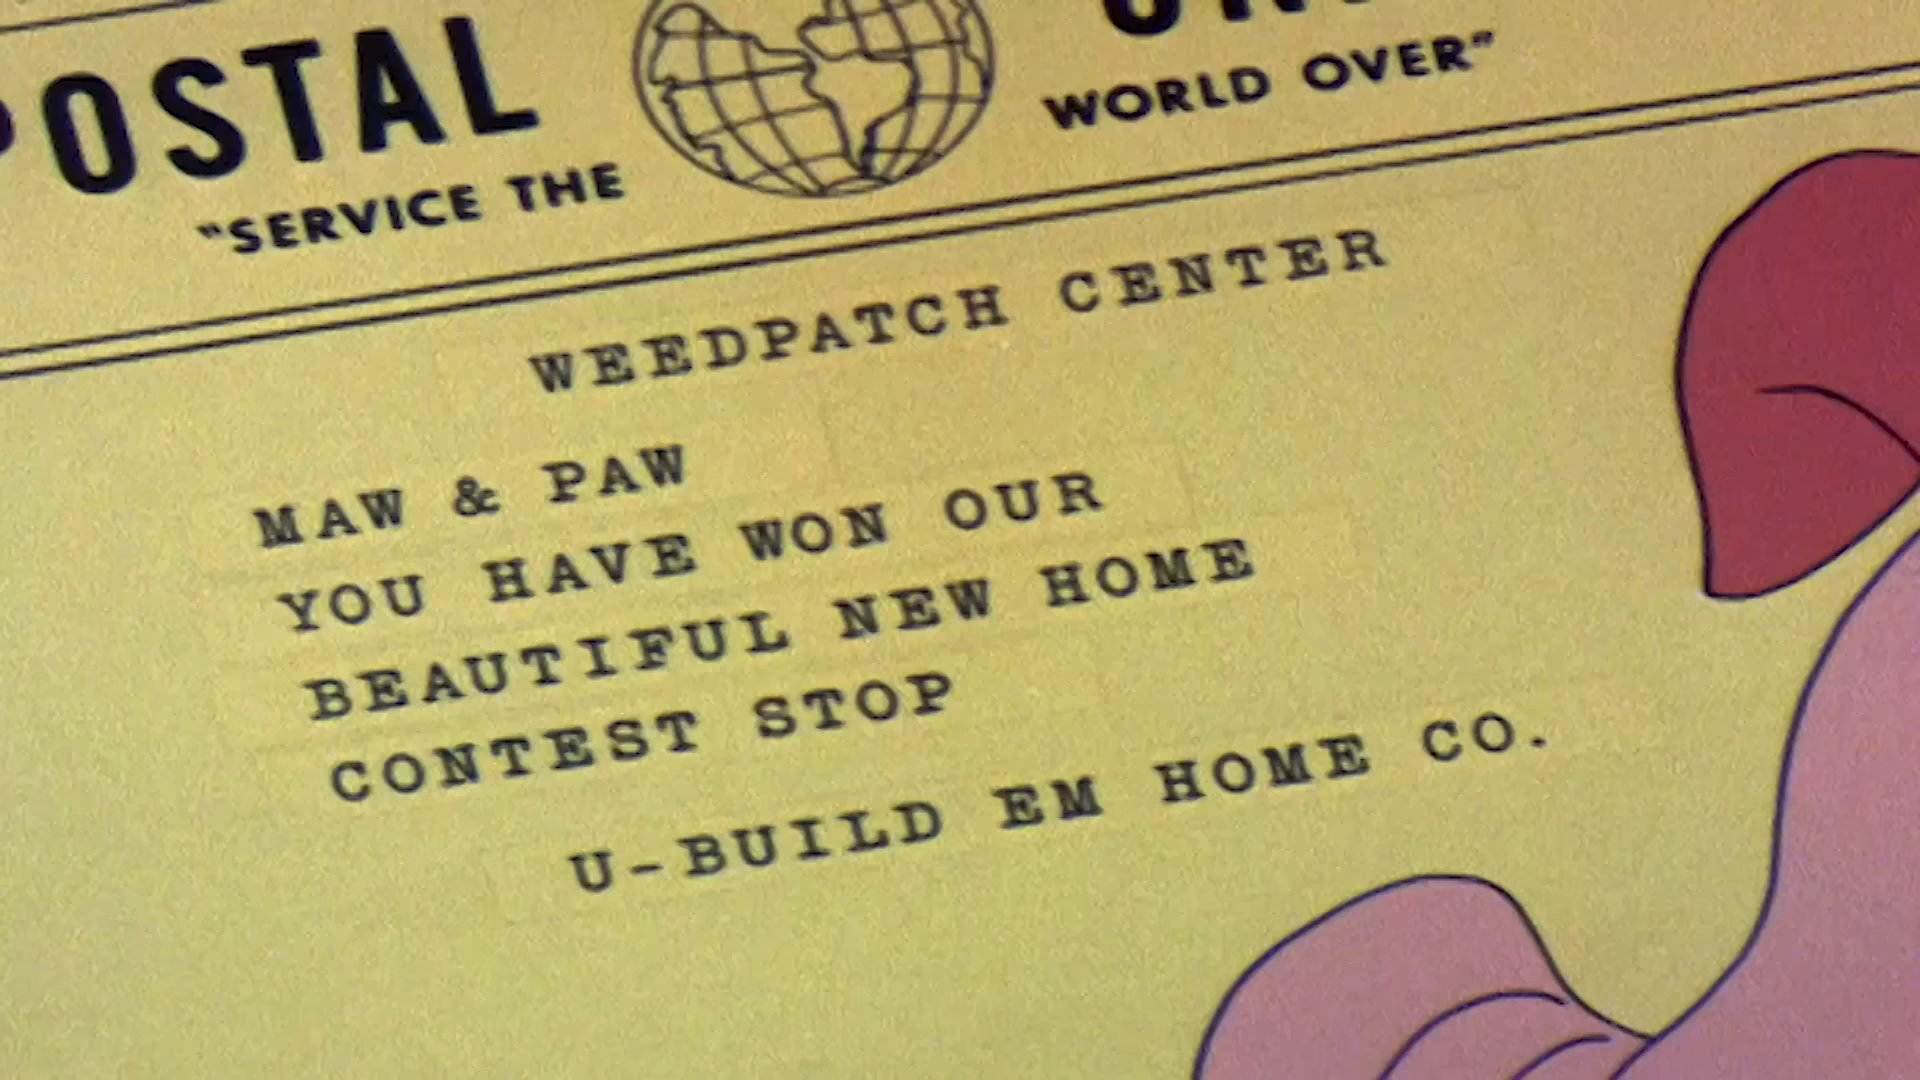 POSTAL
"SERVICE THE WORLD OVER"
WEEDPATCH CENTER
MAW & PAW
YOU HAVE WON OUR
BEAUTIFUL NEW HOME
CONTEST STOP
U-BUILD EM HOME CO.